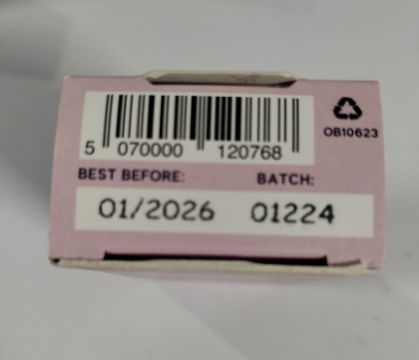 5 070000 120768
OB10623
BEST BEFORE: BATCH:
01/2026 01224